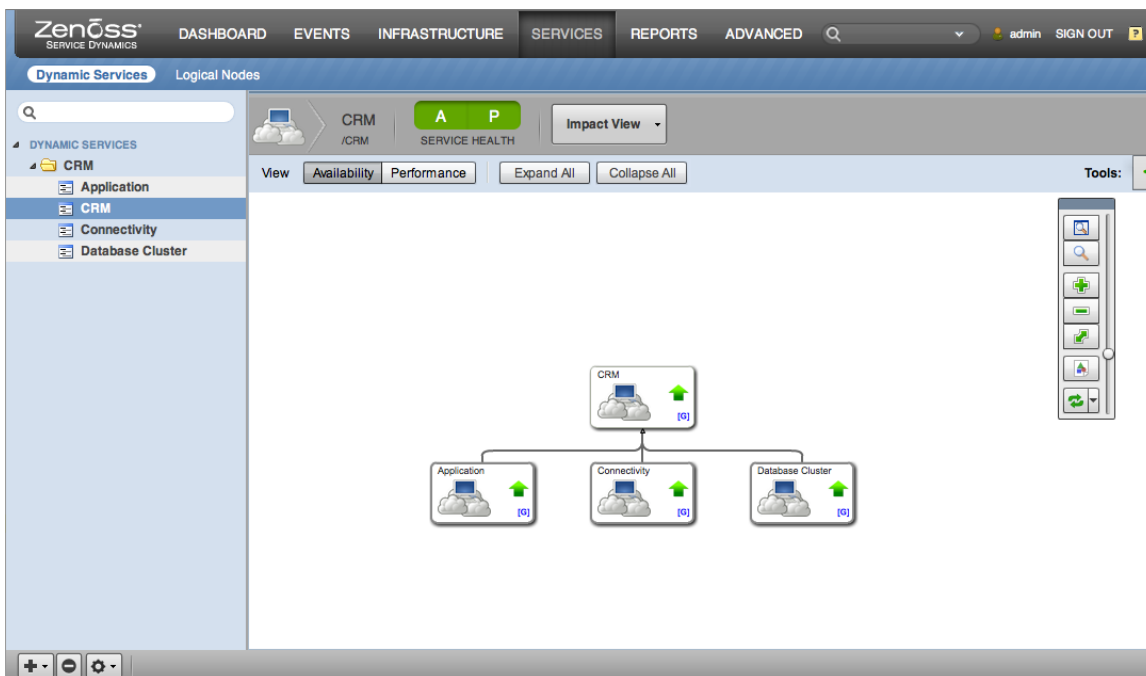 Zenōss
SERVICE DYNAMICS
DASHBOARD EVENTS INFRASTRUCTURE SERVICES REPORTS ADVANCED admin SIGN OUT ?
Dynamic Services Logical Nodes
CRM
/CRM
A P
SERVICE HEALTH
Impact View
DYNAMIC SERVICES
CRM
Application
CRM
Connectivity
Database Cluster
View Availability Performance Expand All Collapse All Tools:
CRM
[G]
Application Connectivity Database Cluster
[G] [G] [G]